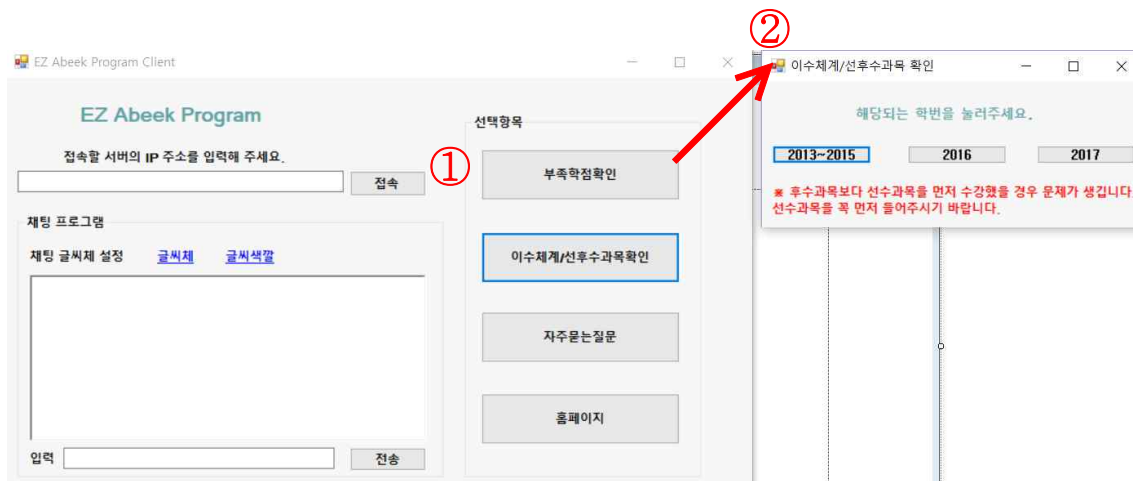 EZ Abeek Program Client
EZ Abeek Program
접속할 서버의 IP 주소를 입력해 주세요.
접속
채팅 프로그램
채팅 글씨체 설정 글씨체 글씨색깔
입력
전송
①
선택항목
부족학점확인
이수체계/선후수과목확인
자주묻는질문
홈페이지
②
이수체계/선후수과목 확인
해당되는 학번을 눌러주세요.
2013~2015 2016 2017
※ 후수과목보다 선수과목을 먼저 수강했을 경우 문제가 생깁니다
선수과목을 꼭 먼저 들어주시기 바랍니다.